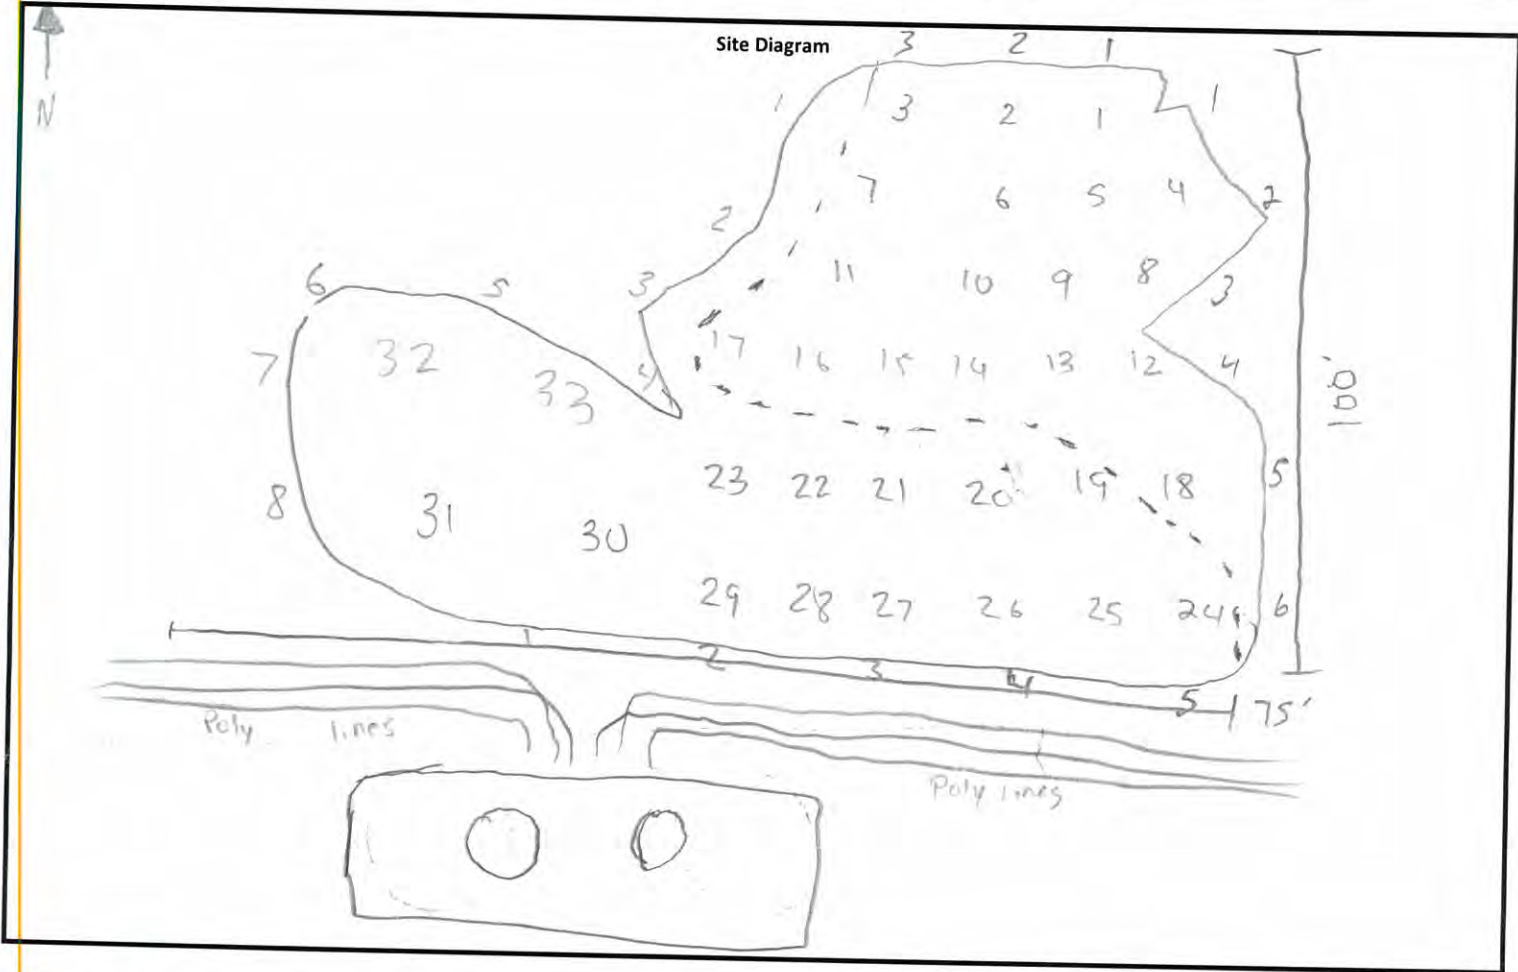 Site Diagram
N
3 2 1
1 3 2 1 1
2 7 6 5 4 2
3 11 10 9 8 3
6 5
7 32 33 4 17 16 15 14 13 12 4
100'
8 31 30 23 22 21 20 19 18 5
29 28 27 26 25 24 6
1 2 3 4 5 75'
Poly lines
Poly lines